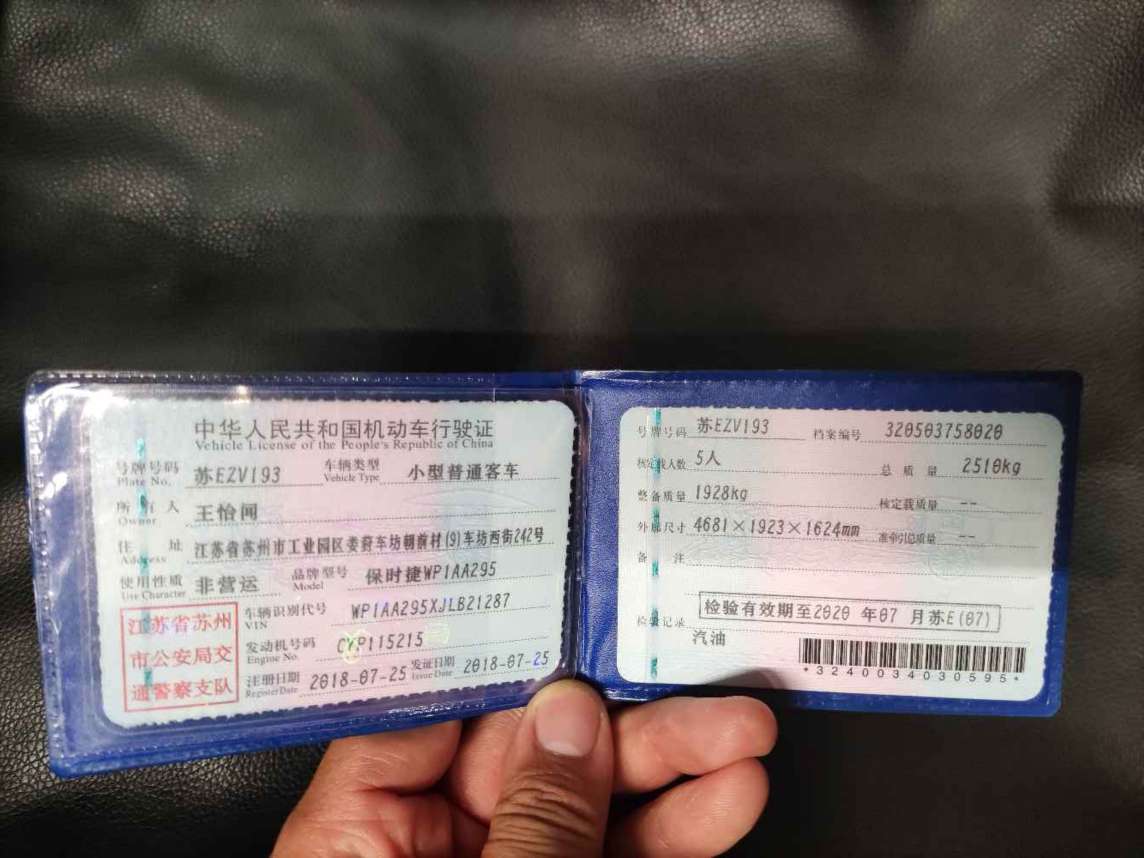 中华人民共和国机动车行驶证
Vehicle License of the People's Republic of China
号牌号码 苏EZV193 车辆类型 小型普通客车
Plate No. Vehicle Type
所有人 王怡闻
Owner
住址 江苏省苏州市工业园区娄葑车坊朝前村(9)车坊西街242号
Address
使用性质 非营运 品牌型号 保时捷WP1AA295
Use Character Model
江苏省苏州
市公安局交
通警察支队
车辆识别代号 WP1AA295XJLB21287
VIN
发动机号码 CYP115215
Engine No.
注册日期 2018-07-25 发证日期 2018-07-25
Register Date Issue Date
号牌号码 苏EZV193 档案编号 320503758020
核定载人数 5人 总质量 2510kg
整备质量 1928kg 核定载质量 --
外廓尺寸 4681×1923×1624mm 准牵引总质量 --
备注
检验记录 检验有效期至2020年07月苏E(07)
汽油
*3240034030595*